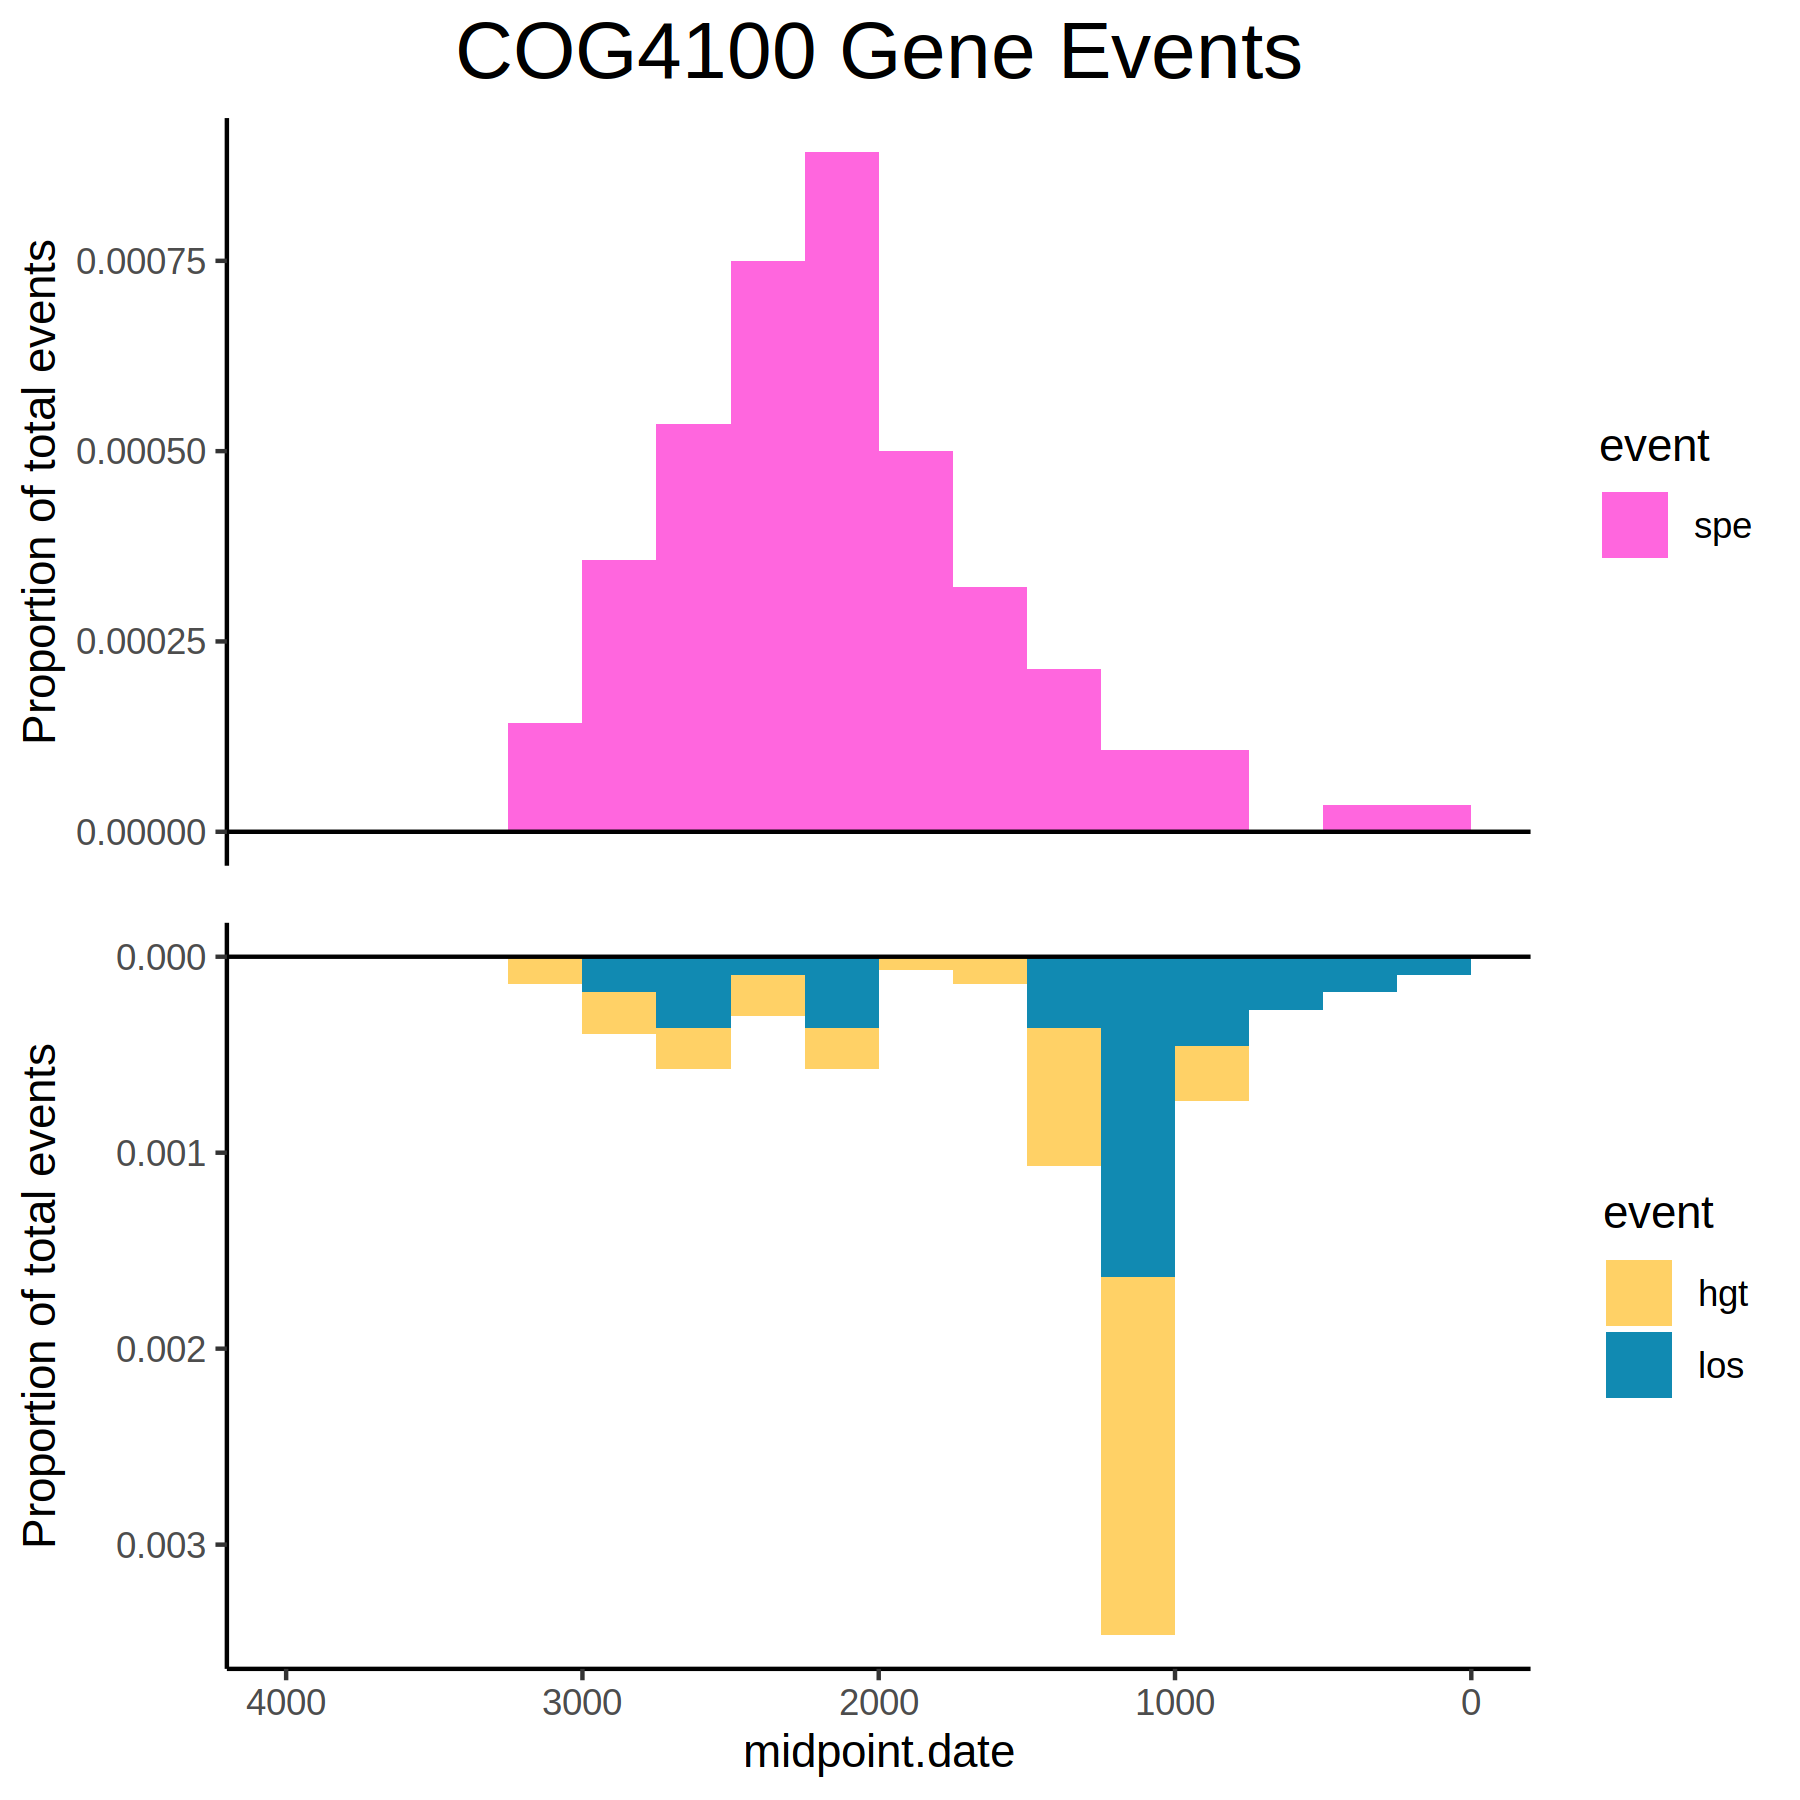 COG4100 Gene Events
Proportion of total events
0.00075
0.00050
0.00025
0.00000
event
spe
Proportion of total events
0.000
0.001
0.002
0.003
event
hgt
los
4000 3000 2000 1000 0
midpoint.date